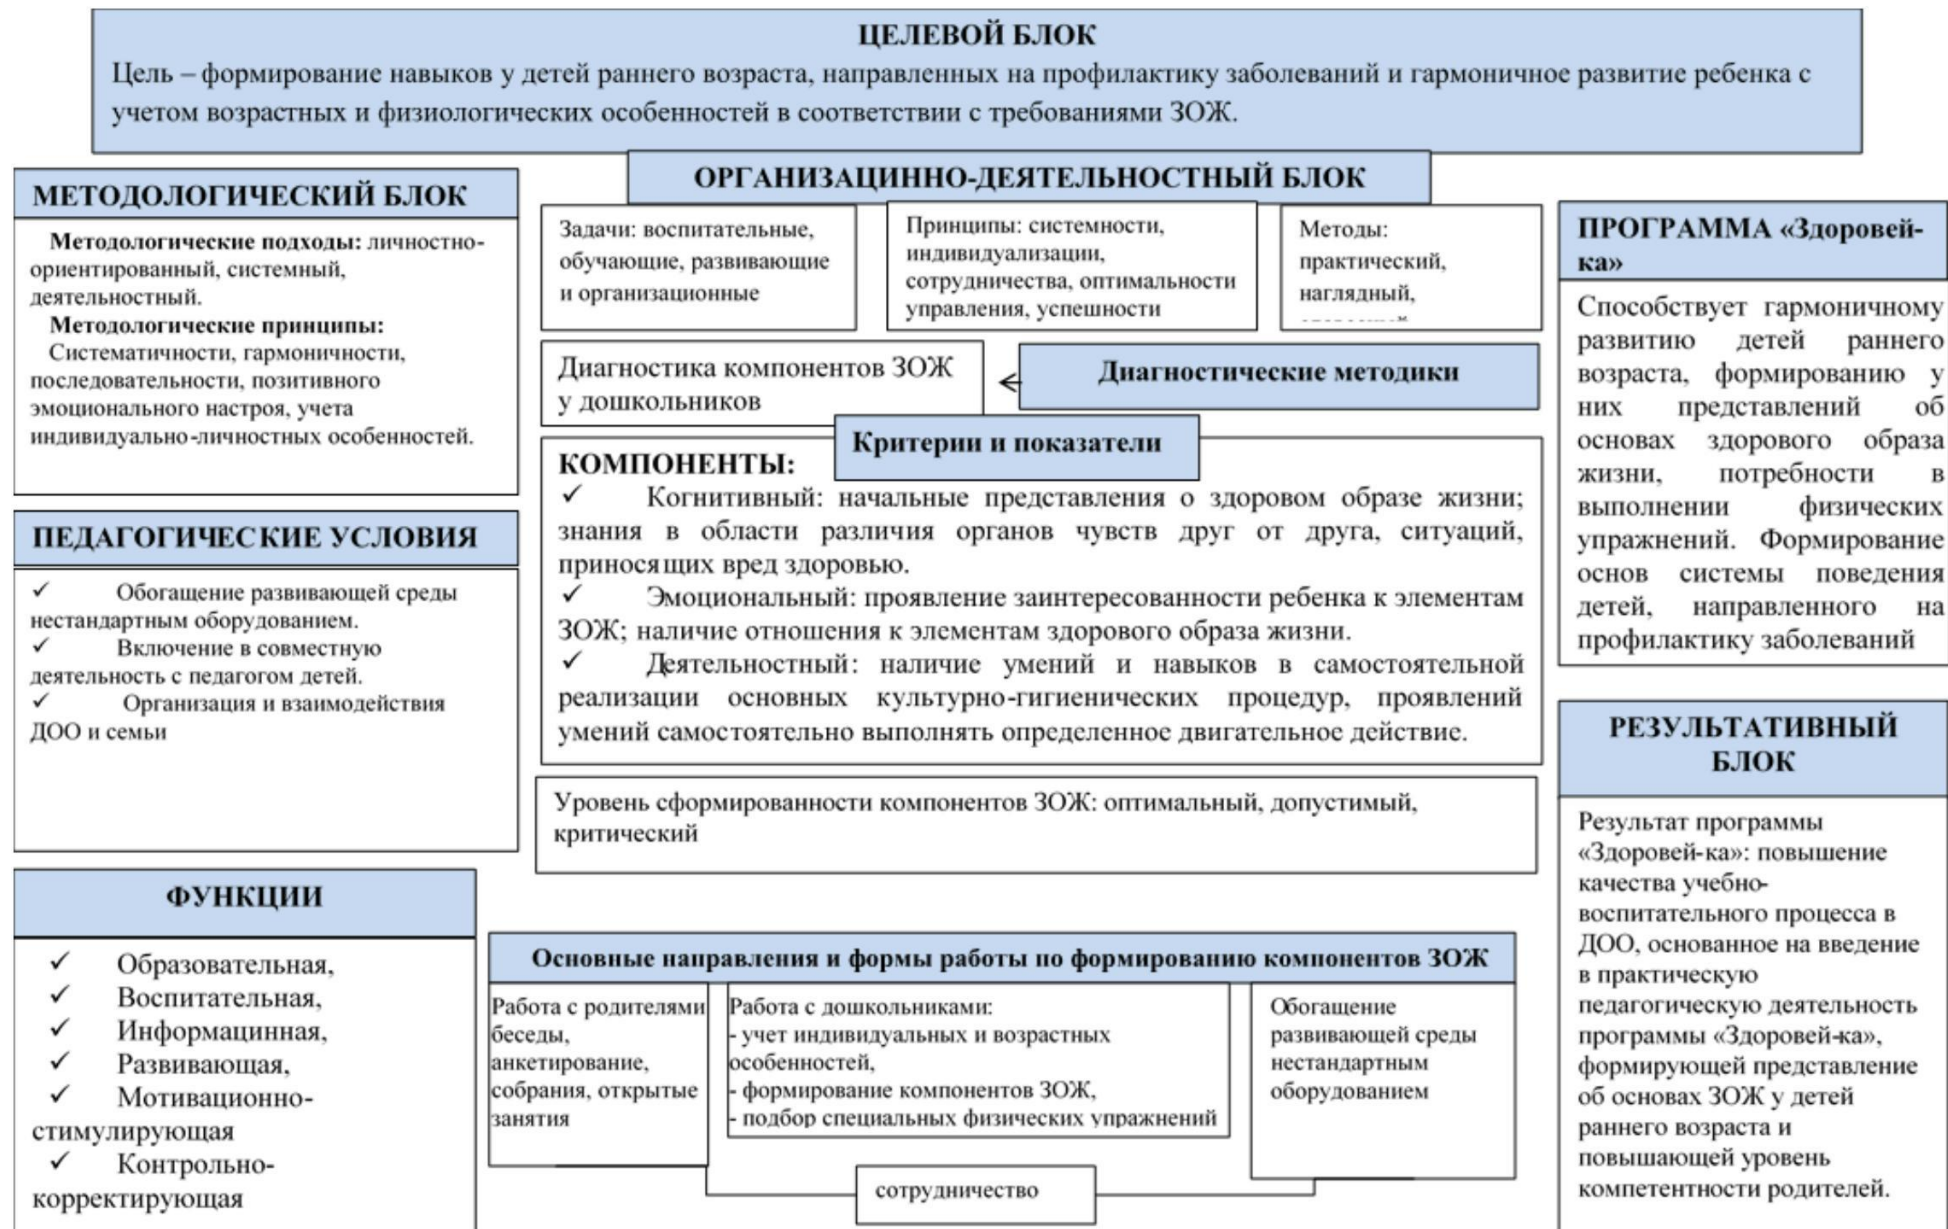 ЦЕЛЕВОЙ БЛОК
Цель – формирование навыков у детей раннего возраста, направленных на профилактику заболеваний и гармоничное развитие ребенка с
учетом возрастных и физиологических особенностей в соответствии с требованиями ЗОЖ.
МЕТОДОЛОГИЧЕСКИЙ БЛОК
Методологические подходы: личностно-
ориентированный, системный,
деятельностный.
Методологические принципы:
Систематичности, гармоничности,
последовательности, позитивного
эмоционального настроя, учета
индивидуально-личностных особенностей.
ПЕДАГОГИЧЕСКИЕ УСЛОВИЯ
✓ Обогащение развивающей среды
нестандартным оборудованием.
✓ Включение в совместную
деятельность с педагогом детей.
✓ Организация и взаимодействия
ДОО и семьи
ФУНКЦИИ
✓ Образовательная,
✓ Воспитательная,
✓ Информацинная,
✓ Развивающая,
✓ Мотивационно-
стимулирующая
✓ Контрольно-
корректирующая
ОРГАНИЗАЦИННО-ДЕЯТЕЛЬНОСТНЫЙ БЛОК
Задачи: воспитательные,
обучающие, развивающие
и организационные
Принципы: системности,
индивидуализации,
сотрудничества, оптимальности
управления, успешности
Методы:
практический,
наглядный,
Диагностика компонентов ЗОЖ
у дошкольников
Диагностические методики
Критерии и показатели
КОМПОНЕНТЫ:
✓ Когнитивный: начальные представления о здоровом образе жизни;
знания в области различия органов чувств друг от друга, ситуаций,
приносящих вред здоровью.
✓ Эмоциональный: проявление заинтересованности ребенка к элементам
ЗОЖ; наличие отношения к элементам здорового образа жизни.
✓ Деятельностный: наличие умений и навыков в самостоятельной
реализации основных культурно-гигиенических процедур, проявлений
умений самостоятельно выполнять определенное двигательное действие.
Уровень сформированности компонентов ЗОЖ: оптимальный, допустимый,
критический
Основные направления и формы работы по формированию компонентов ЗОЖ
Работа с родителями
беседы,
анкетирование,
собрания, открытые
занятия
Работа с дошкольниками:
- учет индивидуальных и возрастных
особенностей,
- формирование компонентов ЗОЖ,
- подбор специальных физических упражнений
Обогащение
развивающей среды
нестандартным
оборудованием
сотрудничество
ПРОГРАММА «Здоровей-
ка»
Способствует гармоничному
развитию детей раннего
возраста, формированию у
них представлений об
основах здорового образа
жизни, потребности в
выполнении физических
упражнений. Формирование
основ системы поведения
детей, направленного на
профилактику заболеваний
РЕЗУЛЬТАТИВНЫЙ
БЛОК
Результат программы
«Здоровей-ка»: повышение
качества учебно-
воспитательного процесса в
ДОО, основанное на введение
в практическую
педагогическую деятельность
программы «Здоровей-ка»,
формирующей представление
об основах ЗОЖ у детей
раннего возраста и
повышающей уровень
компетентности родителей.